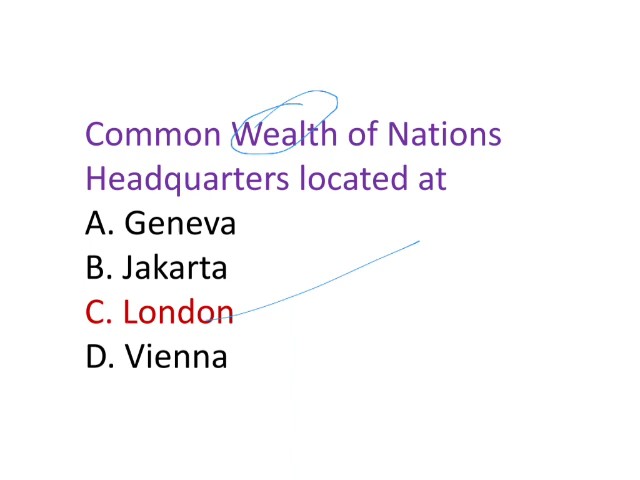 Common Wealth of Nations
Headquarters located at
A. Geneva
B. Jakarta
C. London
D. Vienna